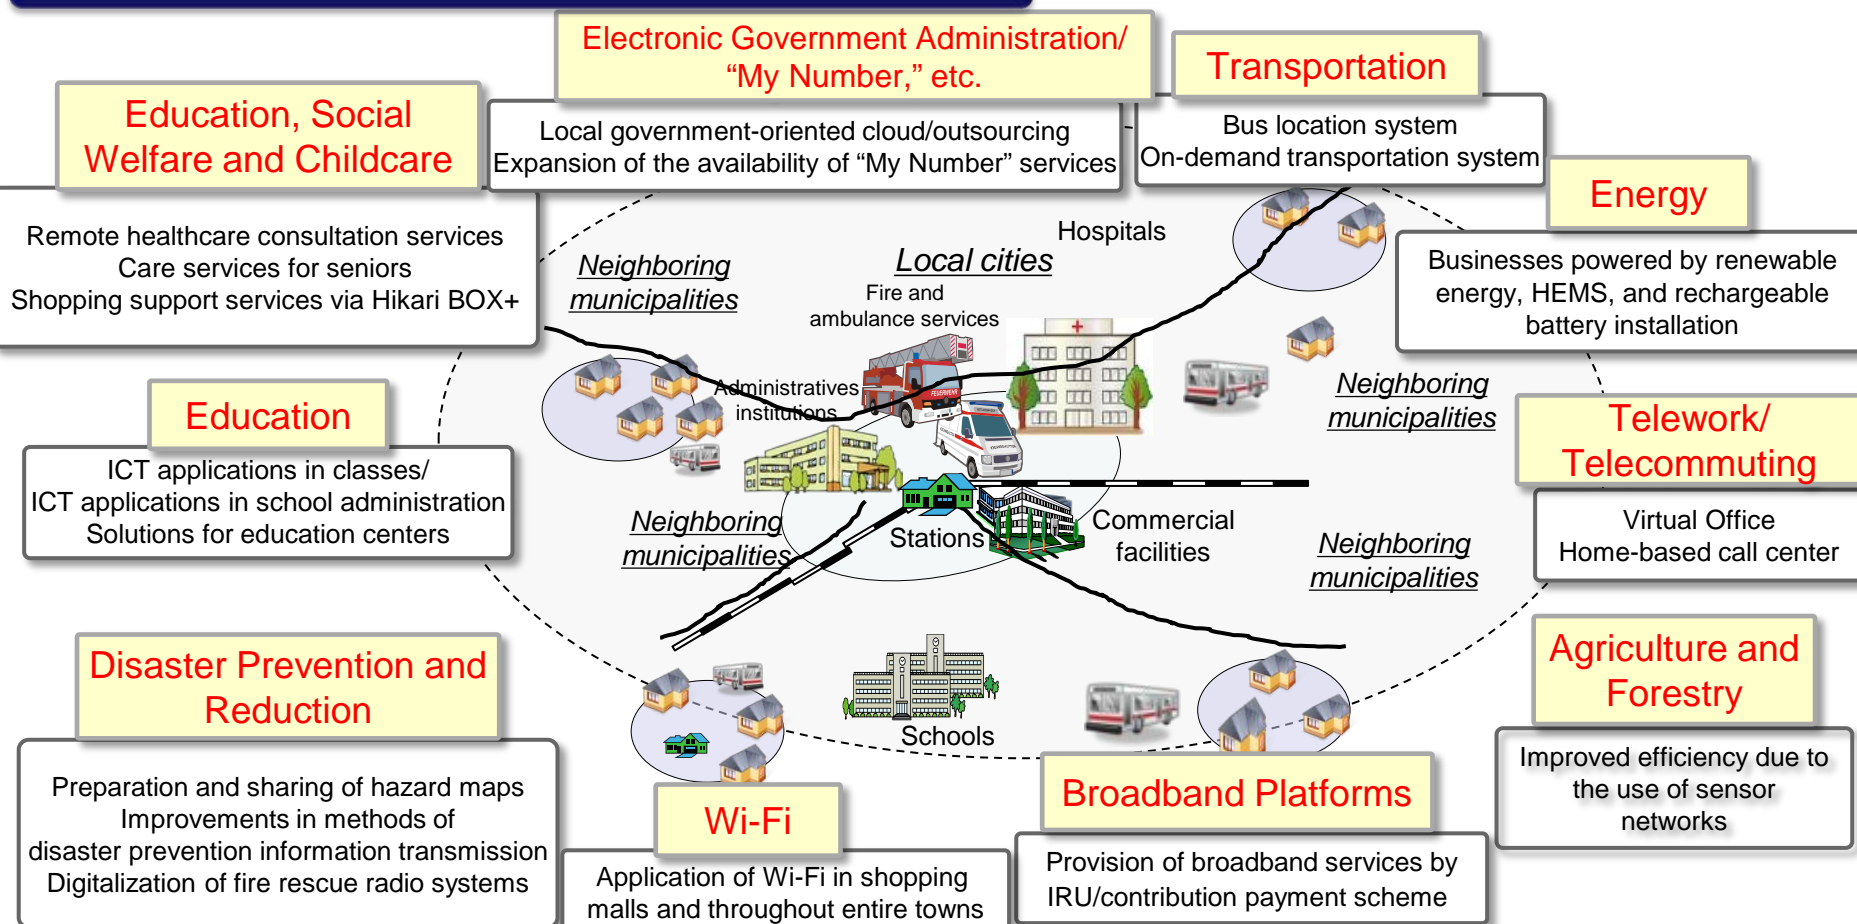 Electronic Government Administration/
“My Number,” etc.
Local government-oriented cloud/outsourcing
Expansion of the availability of “My Number” services
Transportation
Bus location system
On-demand transportation system
Education, Social
Welfare and Childcare
Remote healthcare consultation services
Care services for seniors
Shopping support services via Hikari BOX+
Energy
Businesses powered by renewable
energy, HEMS, and rechargeable
battery installation
Hospitals
Local cities
Neighboring
municipalities
Fire and
ambulance services
FEUERWEHR
Administratives
institutions
Neighboring
municipalities
Education
ICT applications in classes/
ICT applications in school administration
Solutions for education centers
Telework/
Telecommuting
Virtual Office
Home-based call center
Neighboring
municipalities
Stations
Commercial
facilities
Neighboring
municipalities
Disaster Prevention and
Reduction
Preparation and sharing of hazard maps
Improvements in methods of
disaster prevention information transmission
Digitalization of fire rescue radio systems
Schools
Agriculture and
Forestry
Improved efficiency due to
the use of sensor
networks
Wi-Fi
Application of Wi-Fi in shopping
malls and throughout entire towns
Broadband Platforms
Provision of broadband services by
IRU/contribution payment scheme